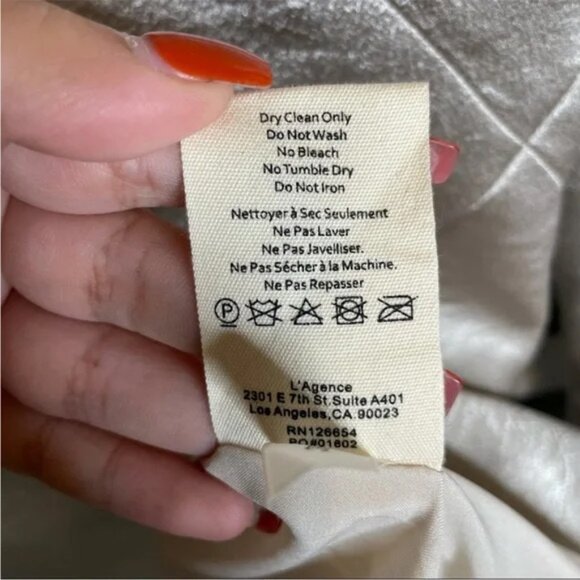 Dry Clean Only
Do Not Wash
No Bleach
No Tumble Dry
Do Not Iron
Nettoyer à Sec Seulement
Ne Pas Laver
Ne Pas Javelliser.
Ne Pas Sécher à la Machine.
Ne Pas Repasser
P
L'Agence
2301 E 7th St. Suite A401
Los Angeles, CA. 90023
RN126654
PO#01602